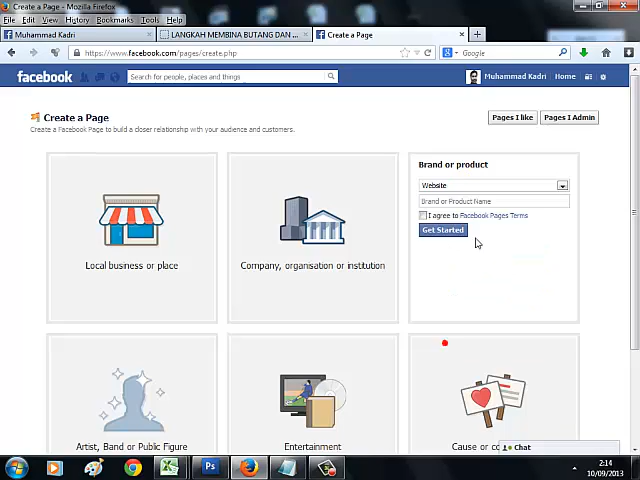 Create a Page - Mozilla Firefox
File Edit View History Bookmarks Tools Help
Muhammad Kadri
LANGKAH MEMBINA BUTANG DAN ...
Create a Page
https://www.facebook.com/pages/create.php
Google
facebook
Search for people, places and things
Muhammad Kadri
Home
Create a Page
Create a Facebook Page to build a closer relationship with your audience and customers.
Pages I like
Pages I Admin
Local business or place
Company, organisation or institution
Brand or product
Website
Brand or Product Name
I agree to Facebook Pages Terms
Get Started
Artist, Band or Public Figure
Entertainment
Cause or co
Chat
Ps
2:14
10/09/2013